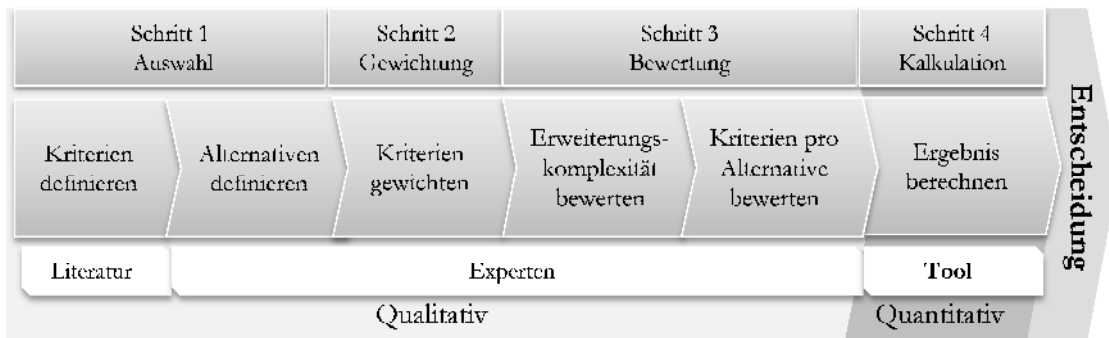 Schritt 1
Auswahl
Schritt 2
Gewichtung
Schritt 3
Bewertung
Schritt 4
Kalkulation
Kriterien
definieren
Alternativen
definieren
Kriterien
gewichten
Erweiterungs-
komplexität
bewerten
Kriterien pro
Alternative
bewerten
Ergebnis
berechnen
Entscheidung
Literatur
Experten
Tool
Qualitativ
Quantitativ